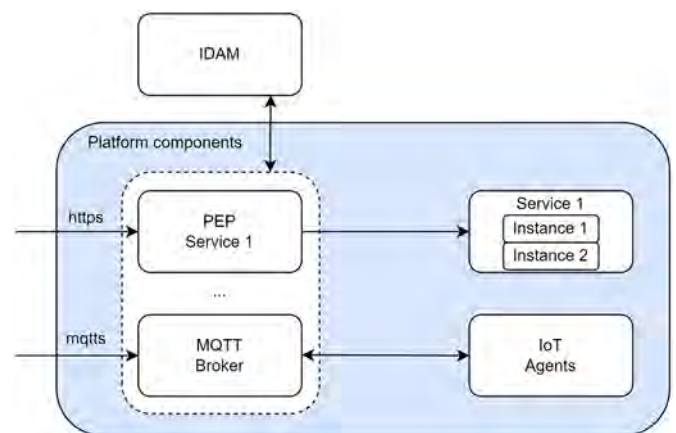 IDAM
Platform components
https
PEP
Service 1
Service 1
Instance 1
Instance 2
...
mqtts
MQTT
Broker
IoT
Agents